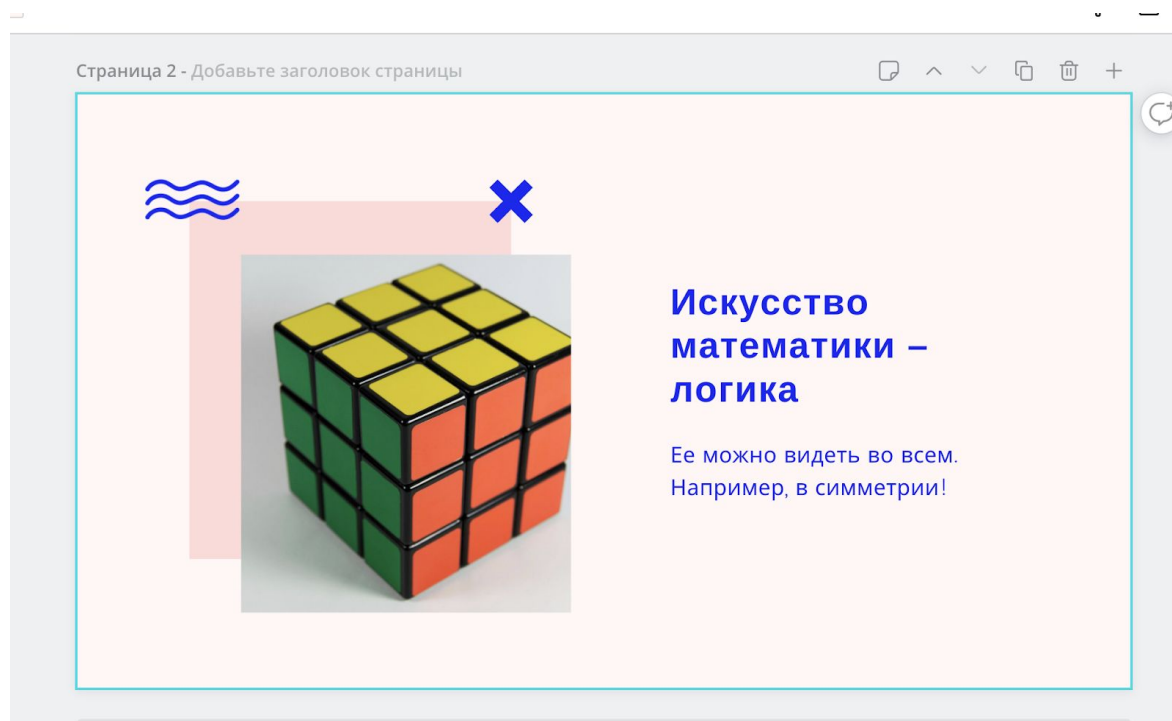 Страница 2 - Добавьте заголовок страницы
Искусство
математики –
логика
Ее можно видеть во всем.
Например, в симметрии!